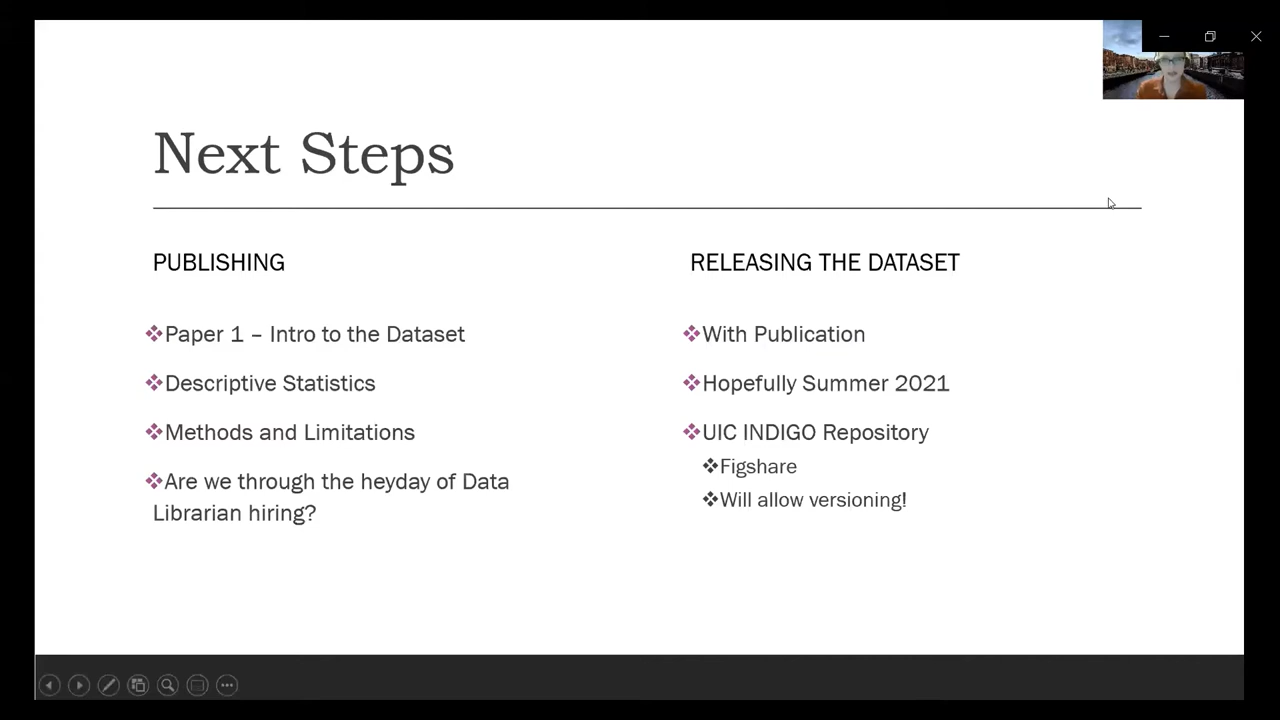 Next Steps
PUBLISHING
Paper 1 – Intro to the Dataset
Descriptive Statistics
Methods and Limitations
Are we through the heyday of Data
Librarian hiring?
RELEASING THE DATASET
With Publication
Hopefully Summer 2021
UIC INDIGO Repository
Figshare
Will allow versioning!